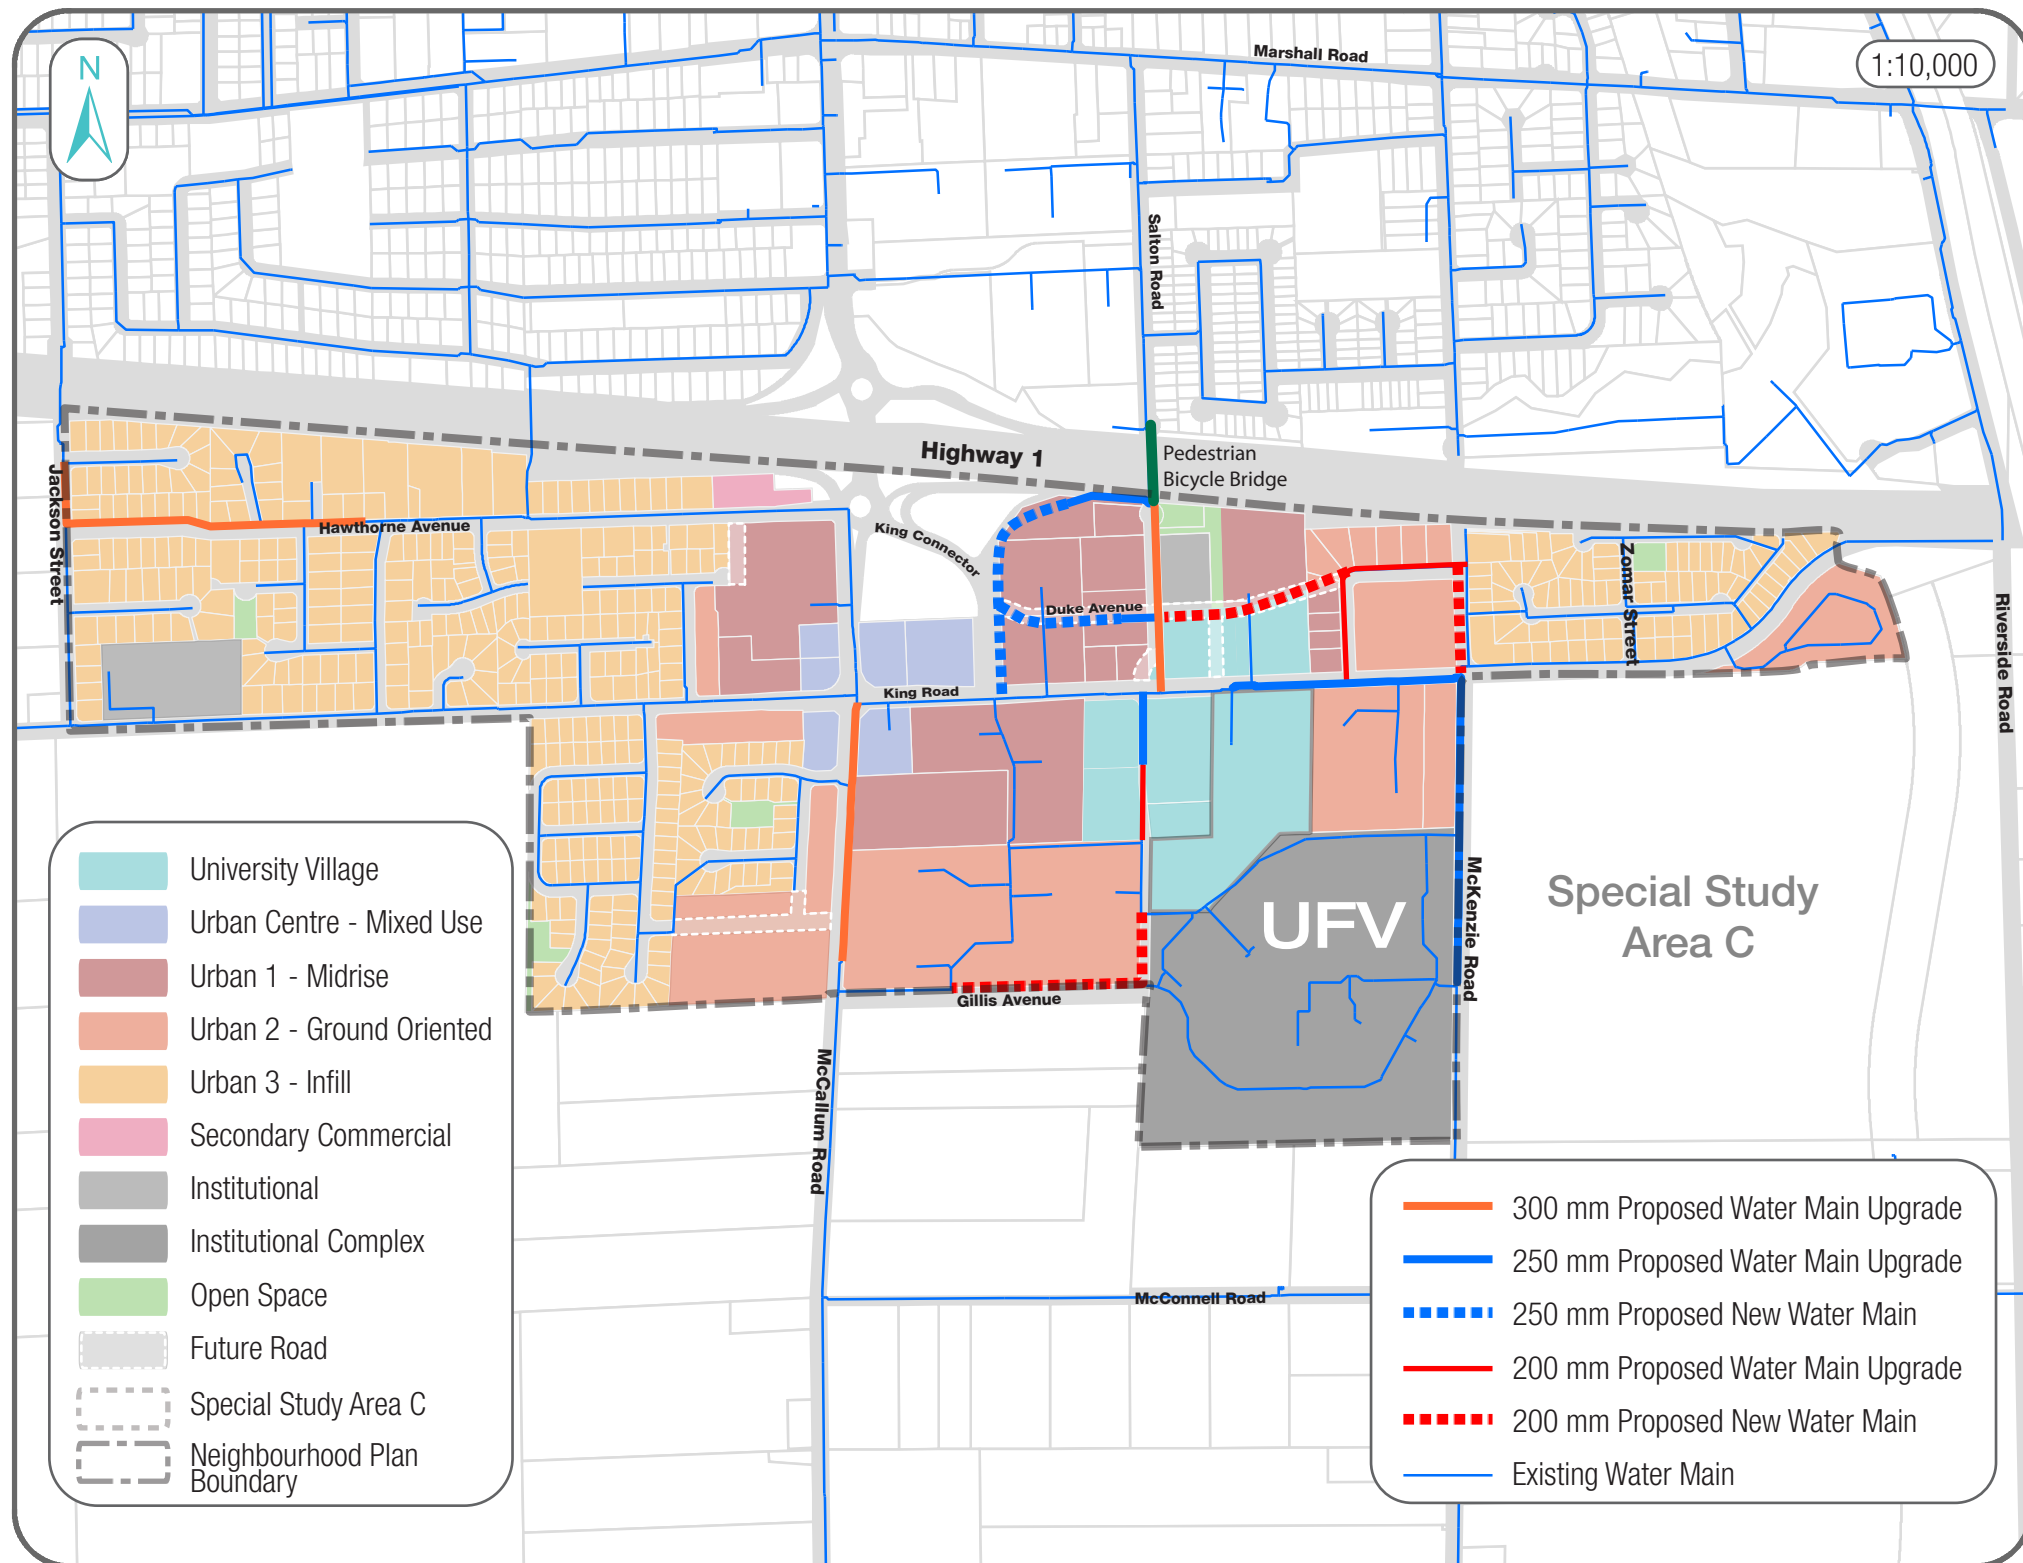 N
1:10,000
Marshall Road
Salton Road
Highway 1
Pedestrian
Bicycle Bridge
Jackson Street
Hawthorne Avenue
King Connector
Duke Avenue
Zomar Street
Riverside Road
King Road
McKenzie Road
Special Study
Area C
UFV
Gillis Avenue
McCallum Road
McConnell Road
University Village
Urban Centre - Mixed Use
Urban 1 - Midrise
Urban 2 - Ground Oriented
Urban 3 - Infill
Secondary Commercial
Institutional
Institutional Complex
Open Space
Future Road
Special Study Area C
Neighbourhood Plan
Boundary
300 mm Proposed Water Main Upgrade
250 mm Proposed Water Main Upgrade
250 mm Proposed New Water Main
200 mm Proposed Water Main Upgrade
200 mm Proposed New Water Main
Existing Water Main